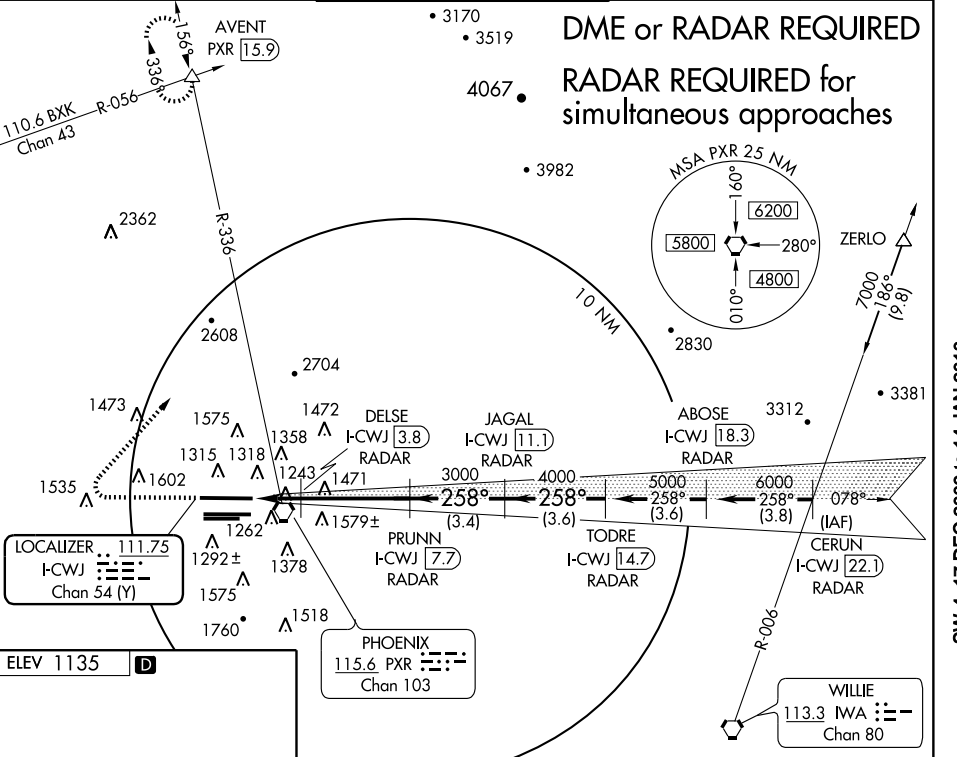 DME or RADAR REQUIRED
RADAR REQUIRED for
simultaneous approaches
AVENT
PXR 15.9
156°
336°
110.6 BXK
Chan 43
R-056
R-336
3170
3519
4067
3982
2362
MSA PXR 25 NM
160°
6200
5800
280°
4800
010°
ZERLO
7000
186°
(9.8)
10 NM
2608
2704
2830
3381
3312
1473
1575
1472
1358
1315
1318
1243
1471
1602
1535
DELSE
I-CWJ 3.8
RADAR
JAGAL
I-CWJ 11.1
RADAR
ABOSE
I-CWJ 18.3
RADAR
3000
258°
(3.4)
4000
258°
(3.6)
5000
258°
(3.6)
6000
258°
(3.8)
078°
(IAF)
CERUN
I-CWJ 22.1
RADAR
PRUNN
I-CWJ 7.7
RADAR
TODRE
I-CWJ 14.7
RADAR
LOCALIZER 111.75
I-CWJ
Chan 54 (Y)
1262
1292±
1579±
1378
1575
1760
1518
PHOENIX
115.6 PXR
Chan 103
R-006
WILLIE
113.3 IWA
Chan 80
ELEV 1135
D